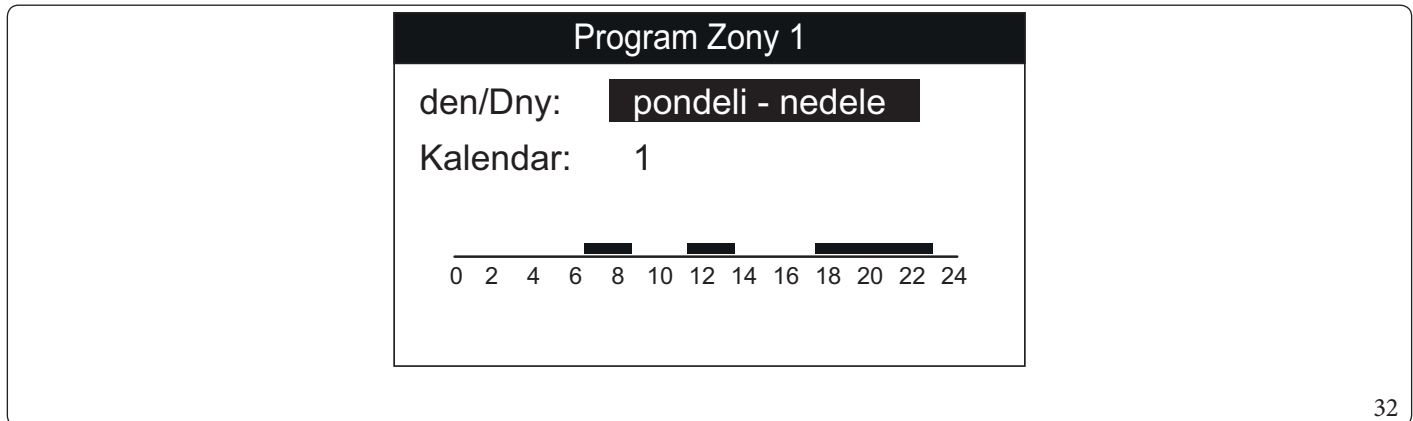 Program Zony 1
den/Dny: pondeli - nedele
Kalendar: 1
0 2 4 6 8 10 12 14 16 18 20 22 24
32